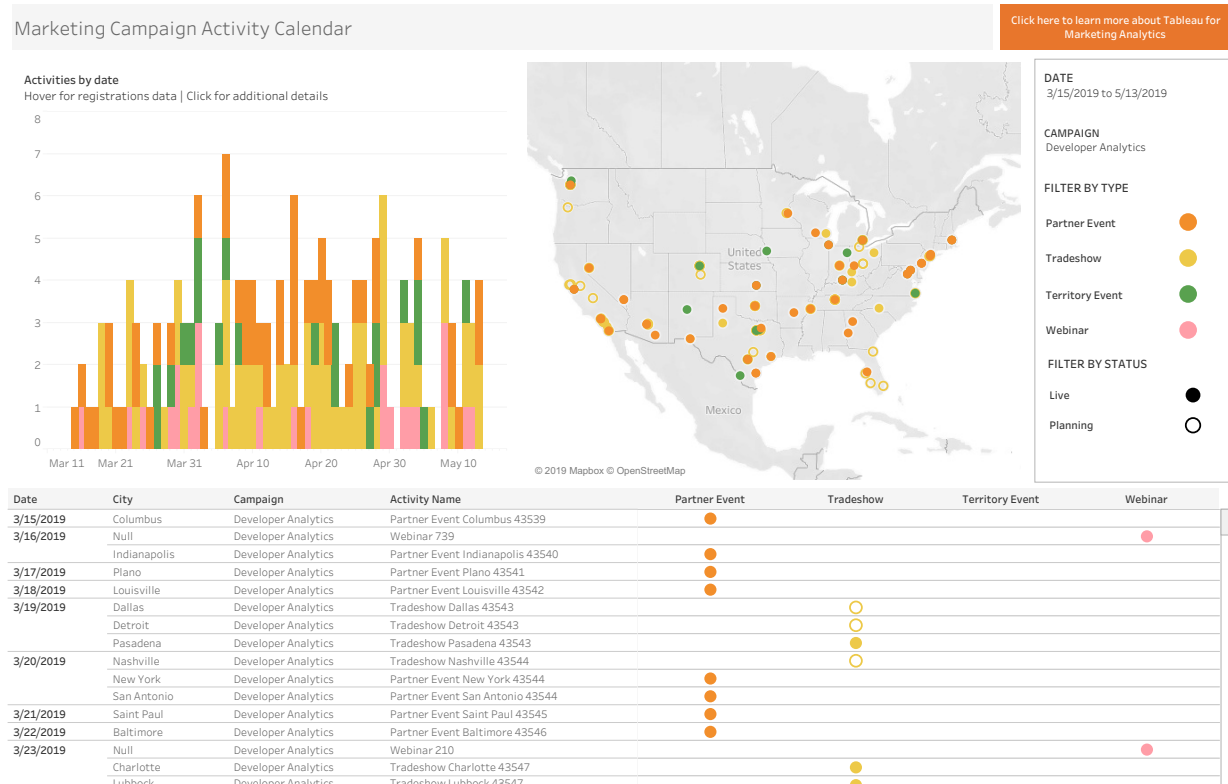 Marketing Campaign Activity Calendar
Click here to learn more about Tableau for
Marketing Analytics
Activities by date
Hover for registrations data | Click for additional details
8
7
6
5
4
3
2
1
0
Mar 11 Mar 21 Mar 31 Apr 10 Apr 20 Apr 30 May 10
United
States
Mexico
© 2019 Mapbox © OpenStreetMap
DATE
3/15/2019 to 5/13/2019
CAMPAIGN
Developer Analytics
FILTER BY TYPE
Partner Event
Tradeshow
Territory Event
Webinar
FILTER BY STATUS
Live
Planning
Date City Campaign Activity Name Partner Event Tradeshow Territory Event Webinar
3/15/2019 Columbus Developer Analytics Partner Event Columbus 43539
3/16/2019 Null Developer Analytics Webinar 739
Indianapolis Developer Analytics Partner Event Indianapolis 43540
3/17/2019 Plano Developer Analytics Partner Event Plano 43541
3/18/2019 Louisville Developer Analytics Partner Event Louisville 43542
3/19/2019 Dallas Developer Analytics Tradeshow Dallas 43543
Detroit Developer Analytics Tradeshow Detroit 43543
Pasadena Developer Analytics Tradeshow Pasadena 43543
3/20/2019 Nashville Developer Analytics Tradeshow Nashville 43544
New York Developer Analytics Partner Event New York 43544
San Antonio Developer Analytics Partner Event San Antonio 43544
3/21/2019 Saint Paul Developer Analytics Partner Event Saint Paul 43545
3/22/2019 Baltimore Developer Analytics Partner Event Baltimore 43546
3/23/2019 Null Developer Analytics Webinar 210
Charlotte Developer Analytics Tradeshow Charlotte 43547
Lubbock Developer Analytics Tradeshow Lubbock 43547